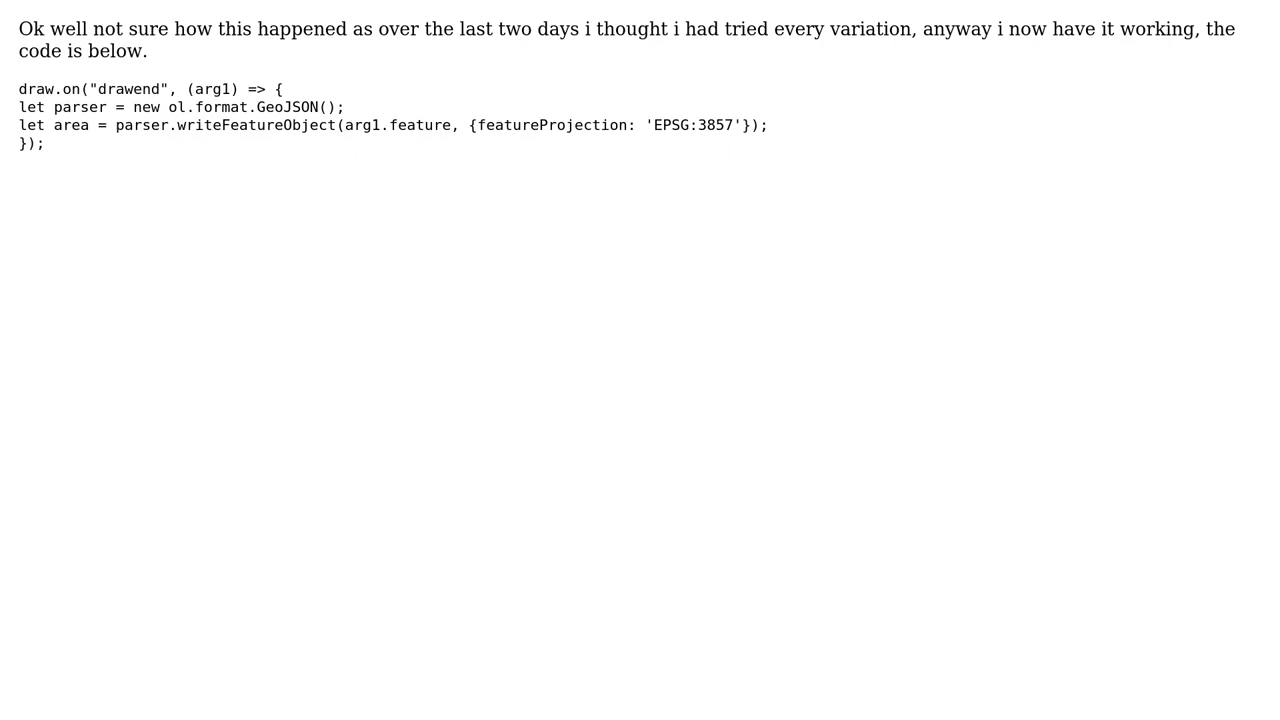 Ok well not sure how this happened as over the last two days i thought i had tried every variation, anyway i now have it working, the
code is below.
draw.on("drawend", (arg1) => {
let parser = new ol.format.GeoJSON();
let area = parser.writeFeatureObject(arg1.feature, {featureProjection: 'EPSG:3857'});
});